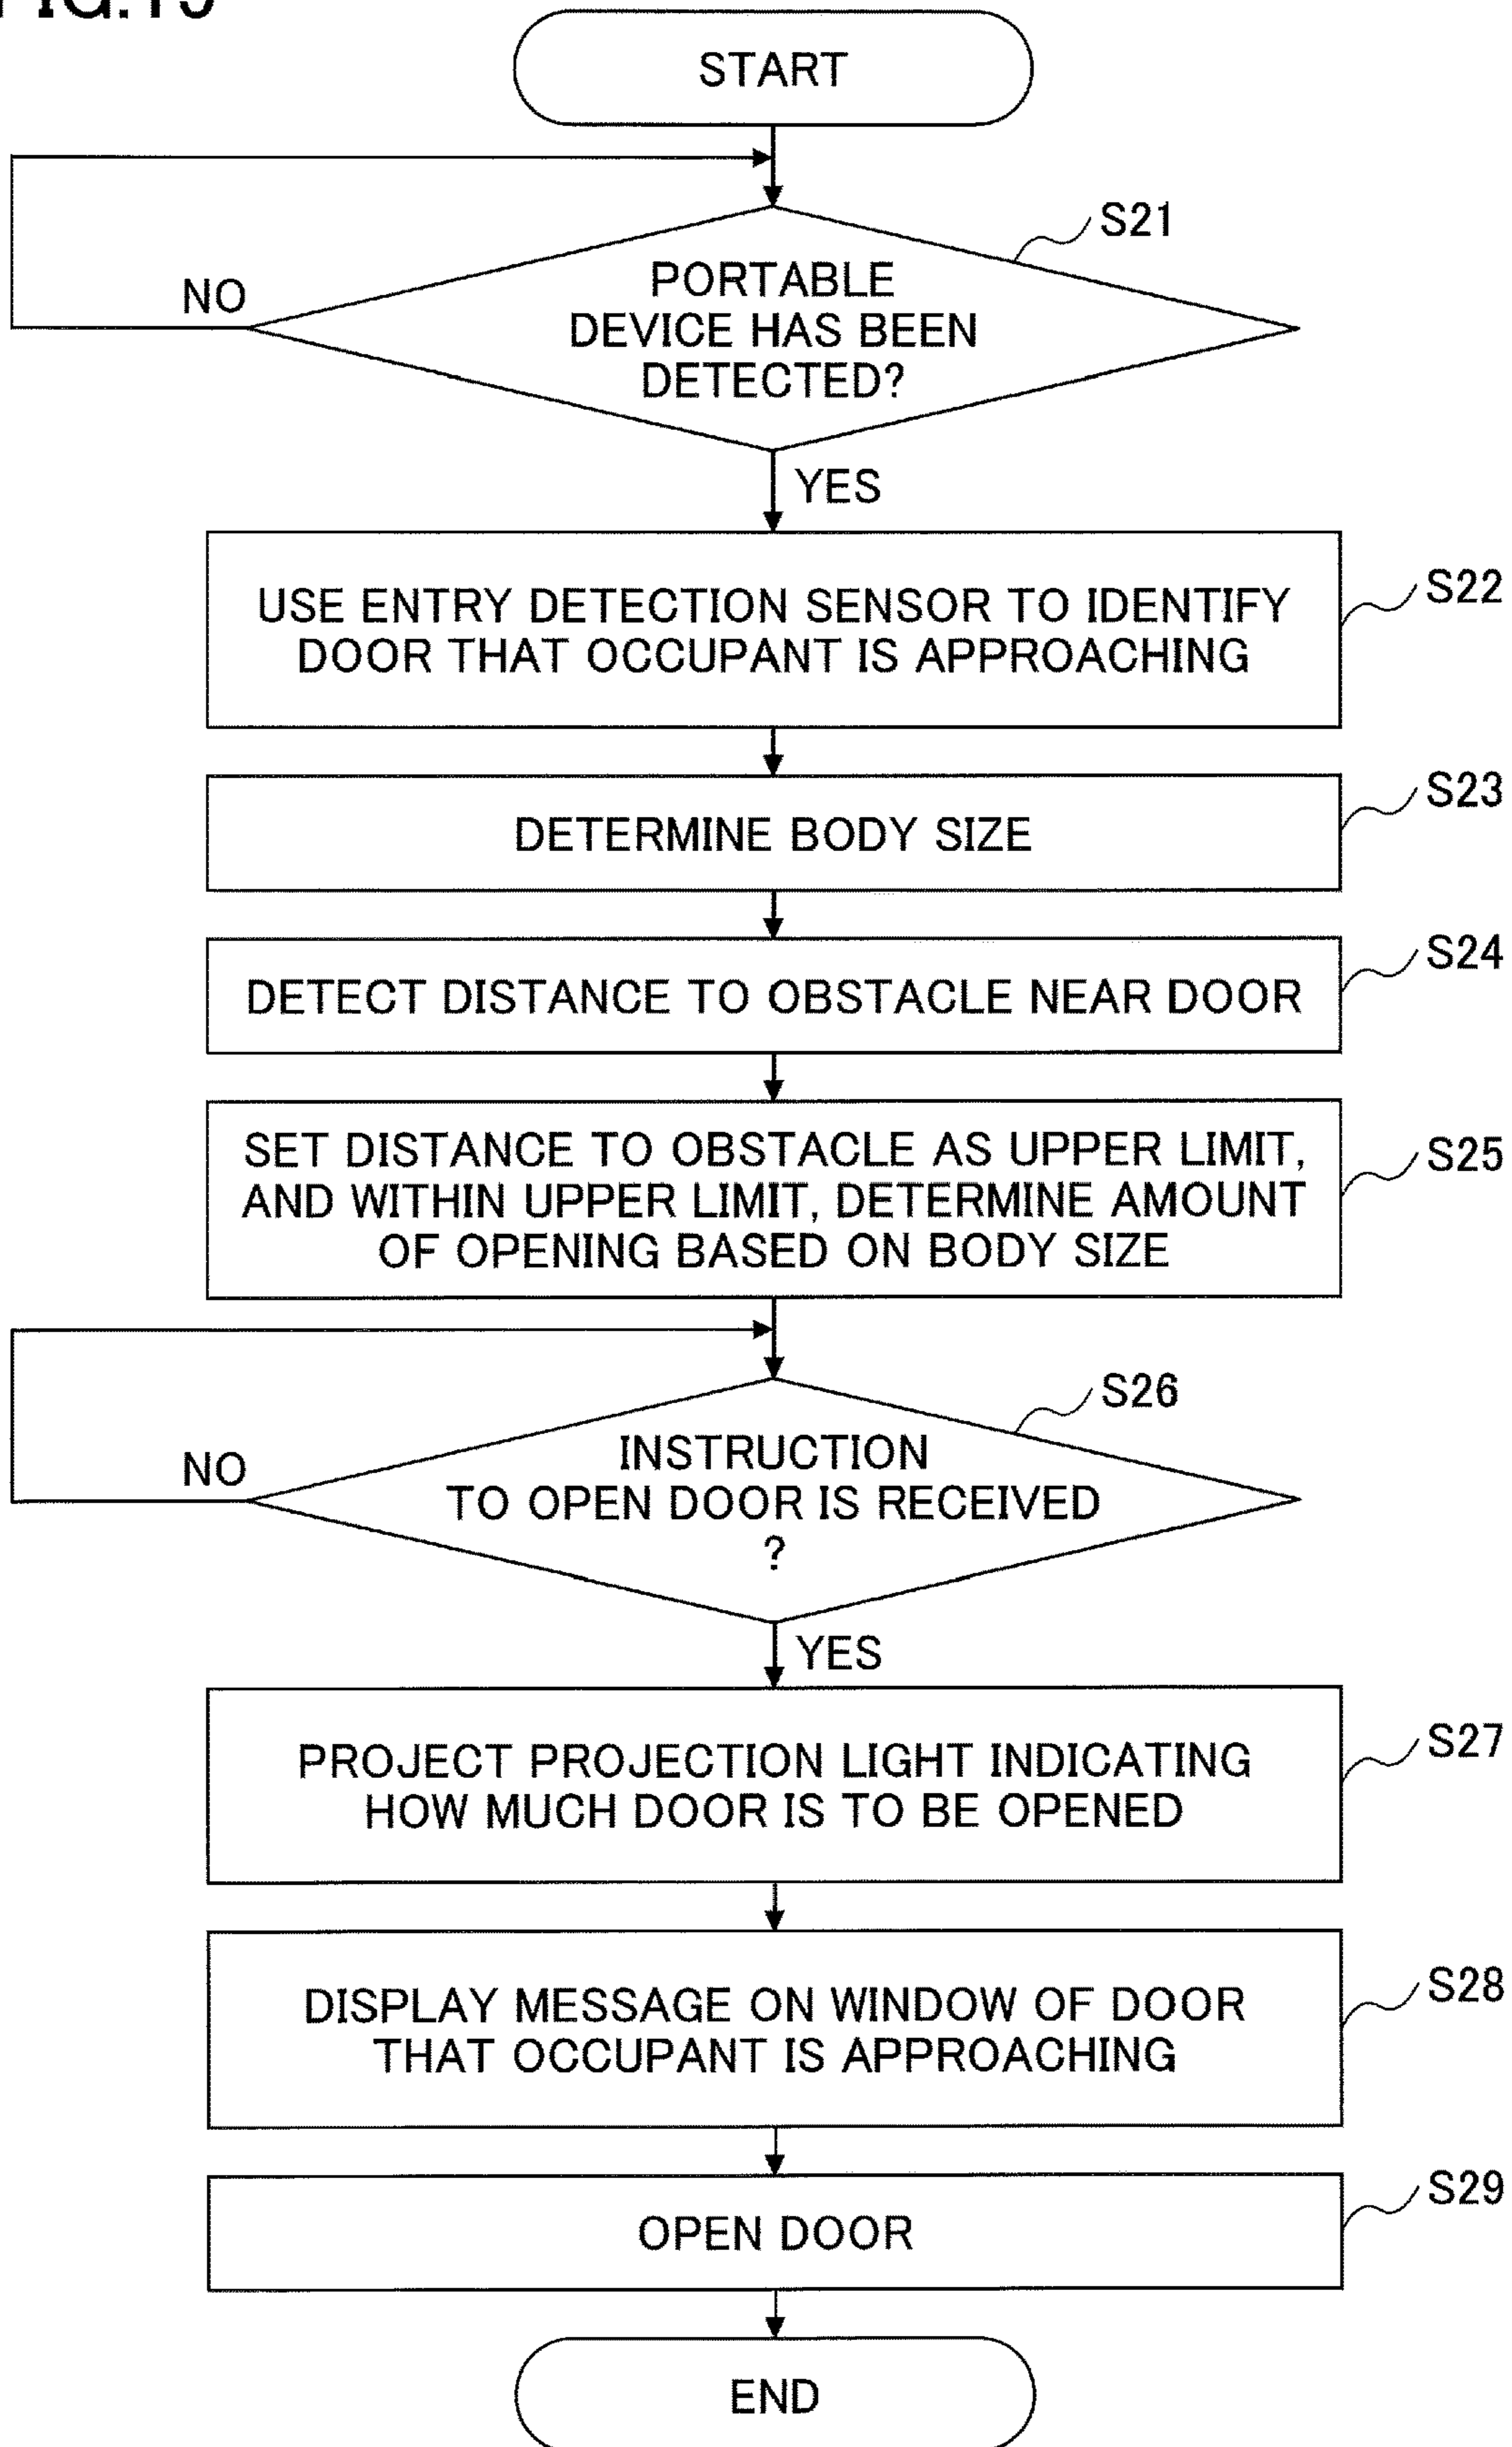 START
S21
PORTABLE
DEVICE HAS BEEN
DETECTED?
NO
YES
S22
USE ENTRY DETECTION SENSOR TO IDENTIFY
DOOR THAT OCCUPANT IS APPROACHING
S23
DETERMINE BODY SIZE
S24
DETECT DISTANCE TO OBSTACLE NEAR DOOR
S25
SET DISTANCE TO OBSTACLE AS UPPER LIMIT,
AND WITHIN UPPER LIMIT, DETERMINE AMOUNT
OF OPENING BASED ON BODY SIZE
S26
INSTRUCTION
TO OPEN DOOR IS RECEIVED
?
NO
YES
S27
PROJECT PROJECTION LIGHT INDICATING
HOW MUCH DOOR IS TO BE OPENED
S28
DISPLAY MESSAGE ON WINDOW OF DOOR
THAT OCCUPANT IS APPROACHING
S29
OPEN DOOR
END